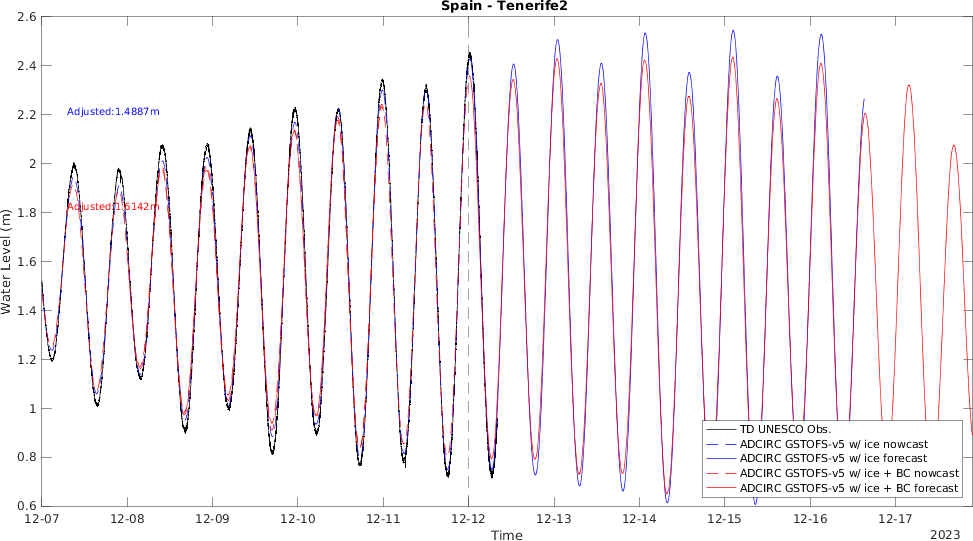 Spain - Tenerife2
2.6
2.4
2.2
2
1.8
1.6
1.4
1.2
1
0.8
0.6
Water Level (m)
Adjusted:1.4887m
Adjusted:1.5142m
TD UNESCO Obs.
ADCIRC GSTOFS-v5 w/ ice nowcast
ADCIRC GSTOFS-v5 w/ ice forecast
ADCIRC GSTOFS-v5 w/ ice + BC nowcast
ADCIRC GSTOFS-v5 w/ ice + BC forecast
12-07 12-08 12-09 12-10 12-11 12-12 12-13 12-14 12-15 12-16 12-17
Time
2023